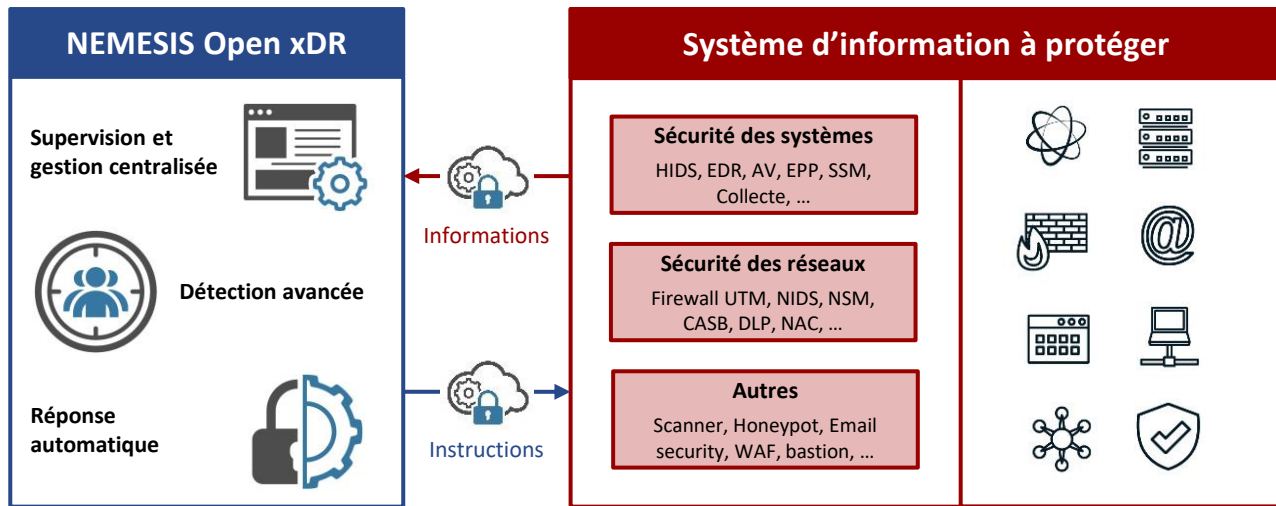 NEMESIS Open xDR
Supervision et
gestion centralisée
Détection avancée
Réponse
automatique
Informations
Instructions
Système d’information à protéger
Sécurité des systèmes
HIDS, EDR, AV, EPP, SSM,
Collecte, …
Sécurité des réseaux
Firewall UTM, NIDS, NSM,
CASB, DLP, NAC, …
Autres
Scanner, Honeypot, Email
security, WAF, bastion, …
@